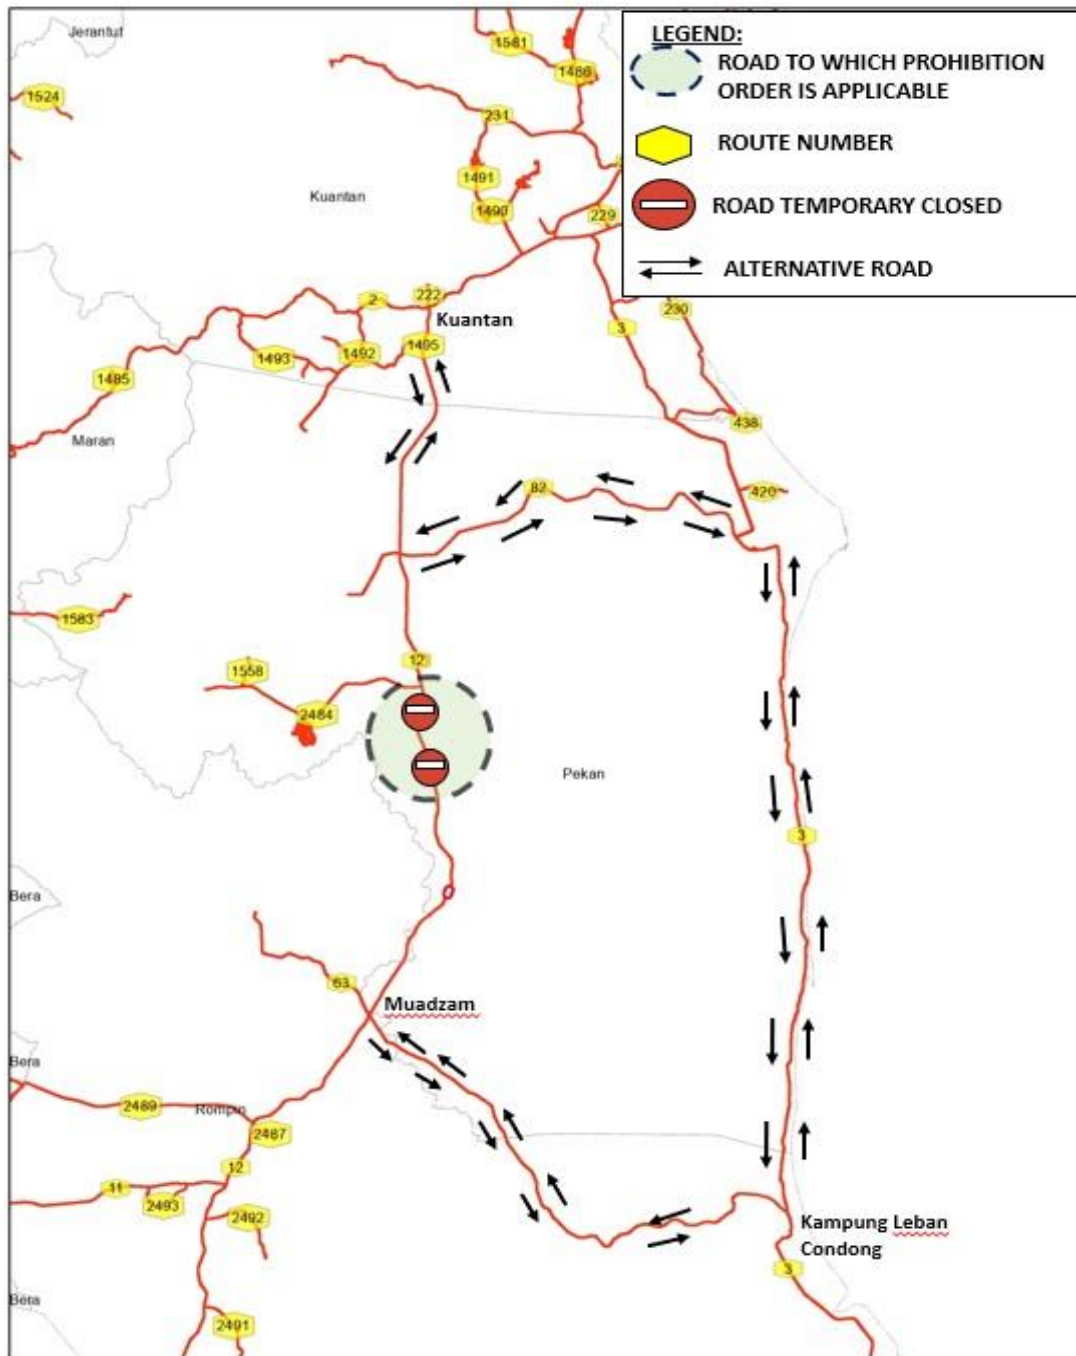 LEGEND:
ROAD TO WHICH PROHIBITION
ORDER IS APPLICABLE
ROUTE NUMBER
ROAD TEMPORARY CLOSED
ALTERNATIVE ROAD
Jerantut
1561
1486
1524
231
1491
Kuantan
1490
229
2
222
230
Kuantan
3
1495
1493
1492
1485
438
Maran
82
420
1583
12
1558
2484
Pekan
3
Bera
63
Muadzam
Bera
2489
Rompin
2487
12
11
2493
2492
Kampung Leban
Condong
3
Bera
2491